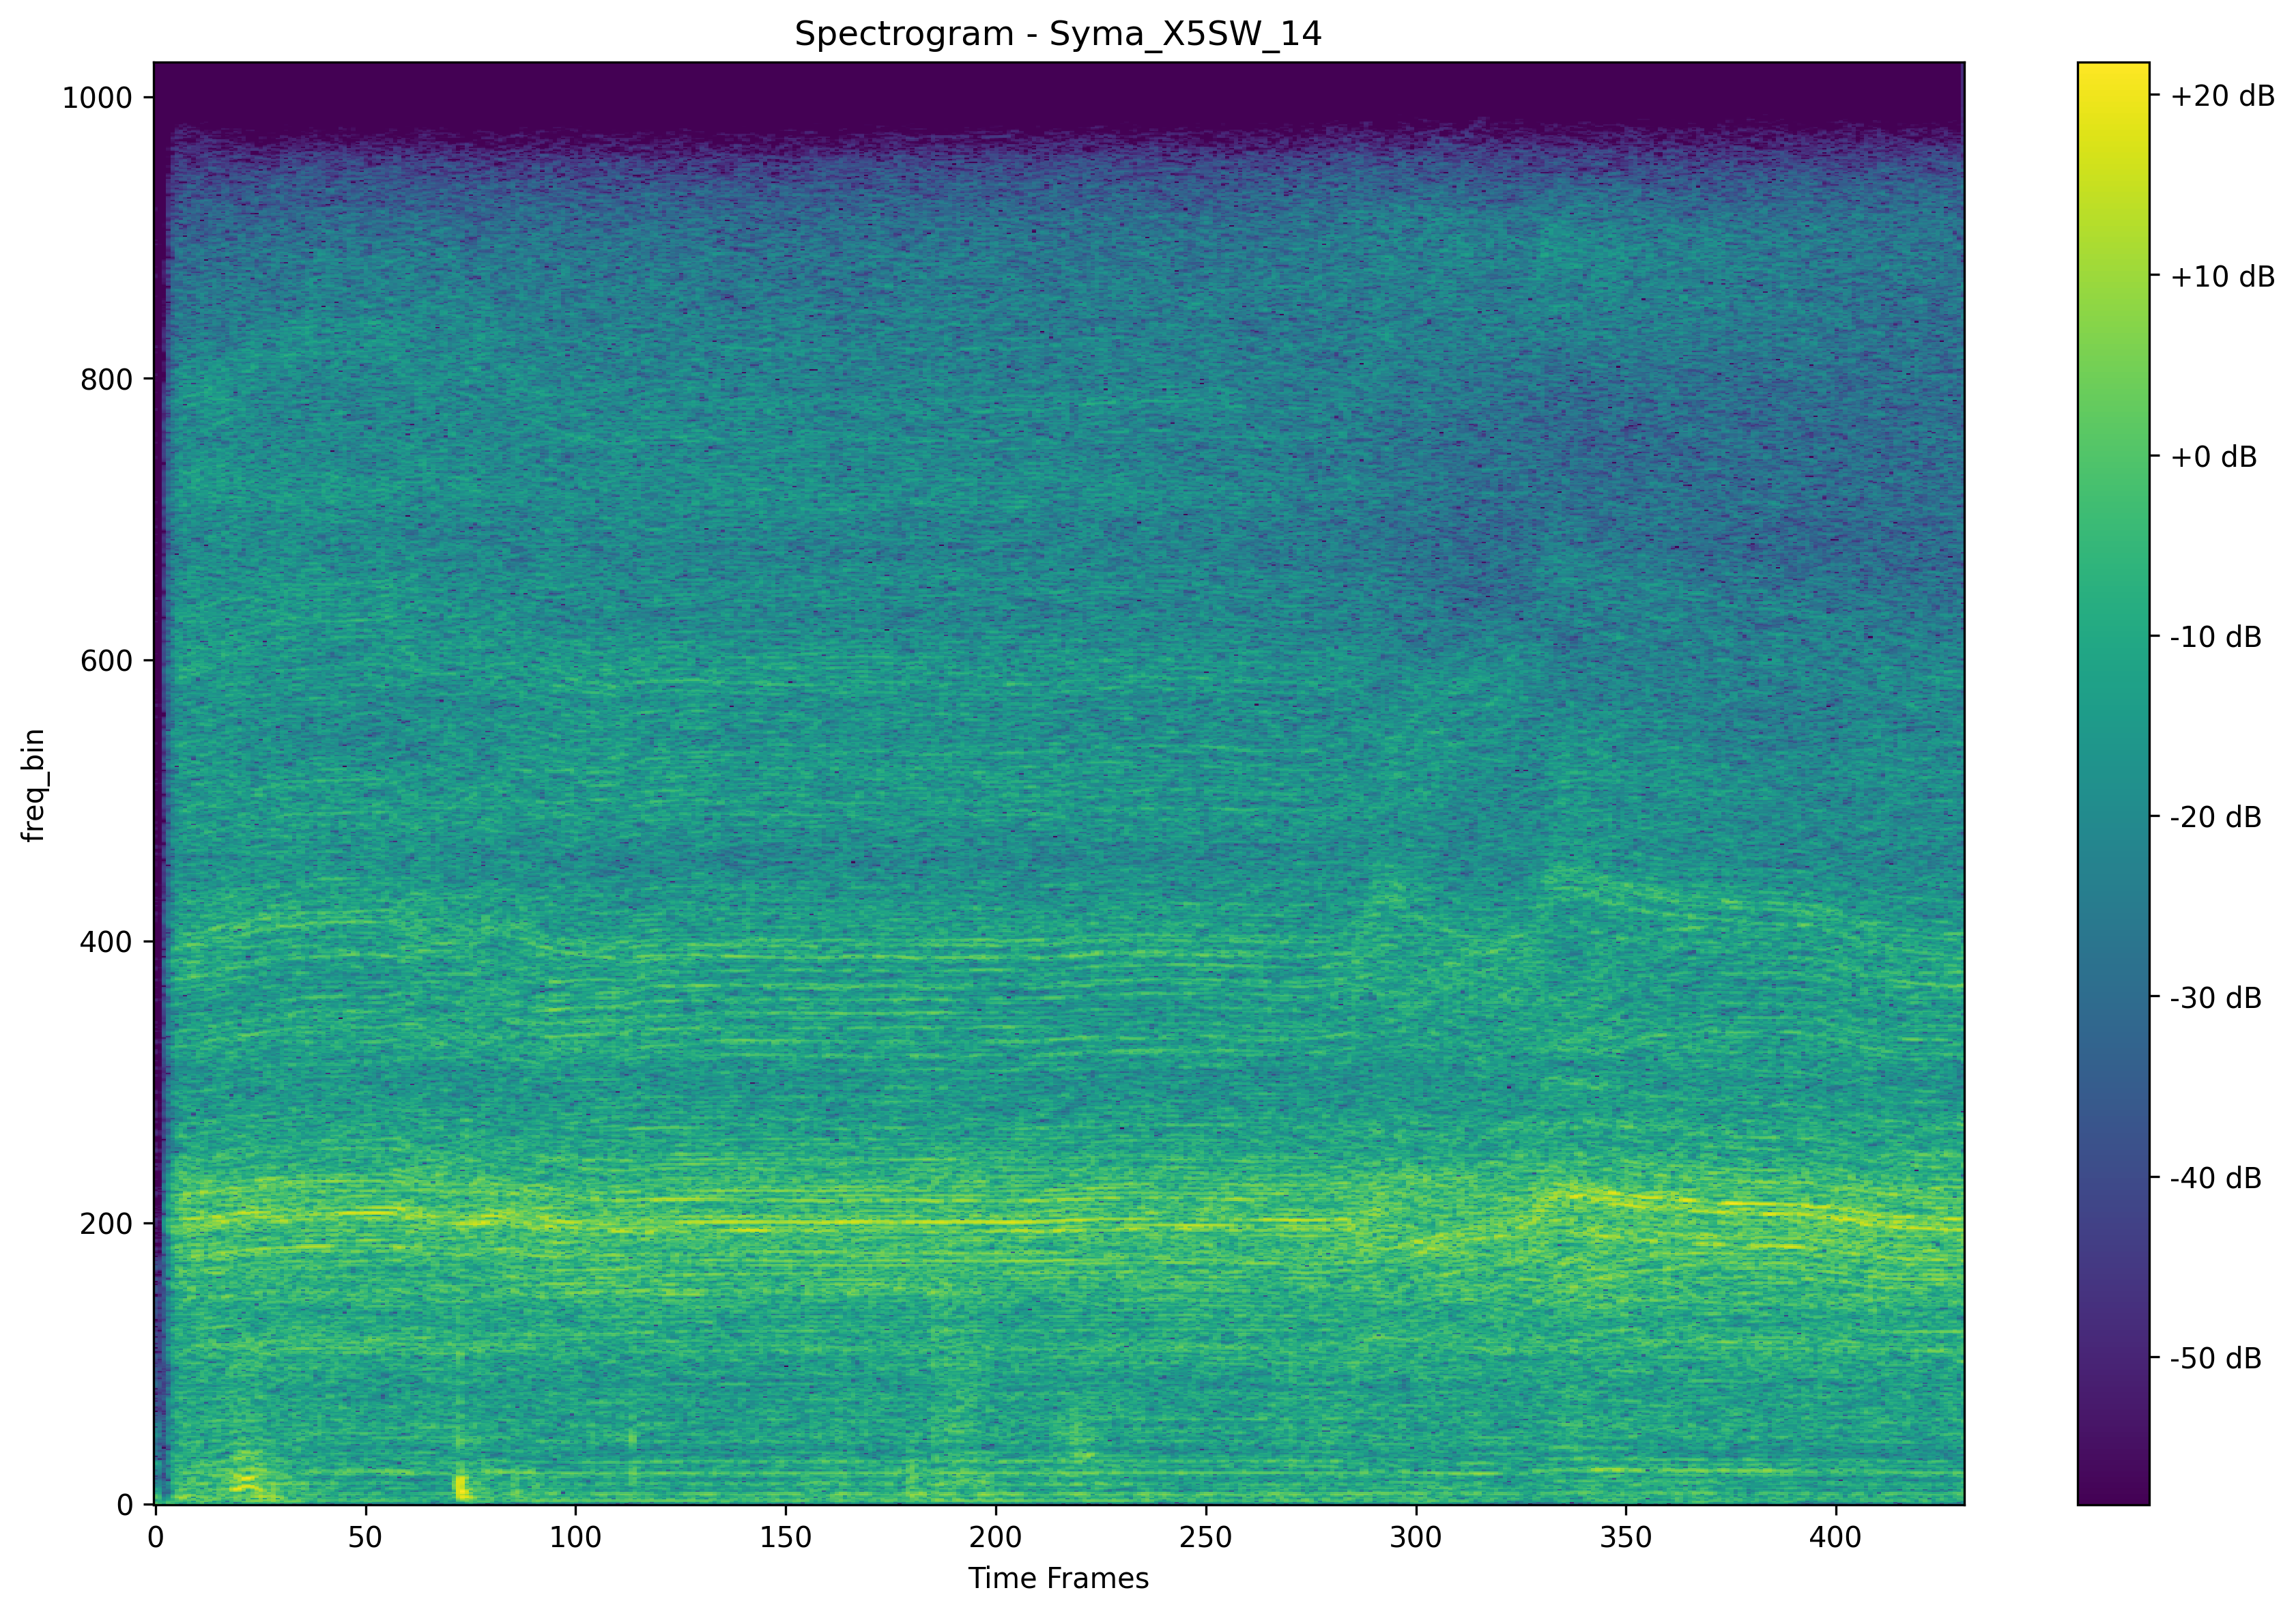 Spectrogram - Syma_X5SW_14
freq_bin
1000
800
600
400
200
0
0 50 100 150 200 250 300 350 400
Time Frames
+20 dB
+10 dB
+0 dB
-10 dB
-20 dB
-30 dB
-40 dB
-50 dB